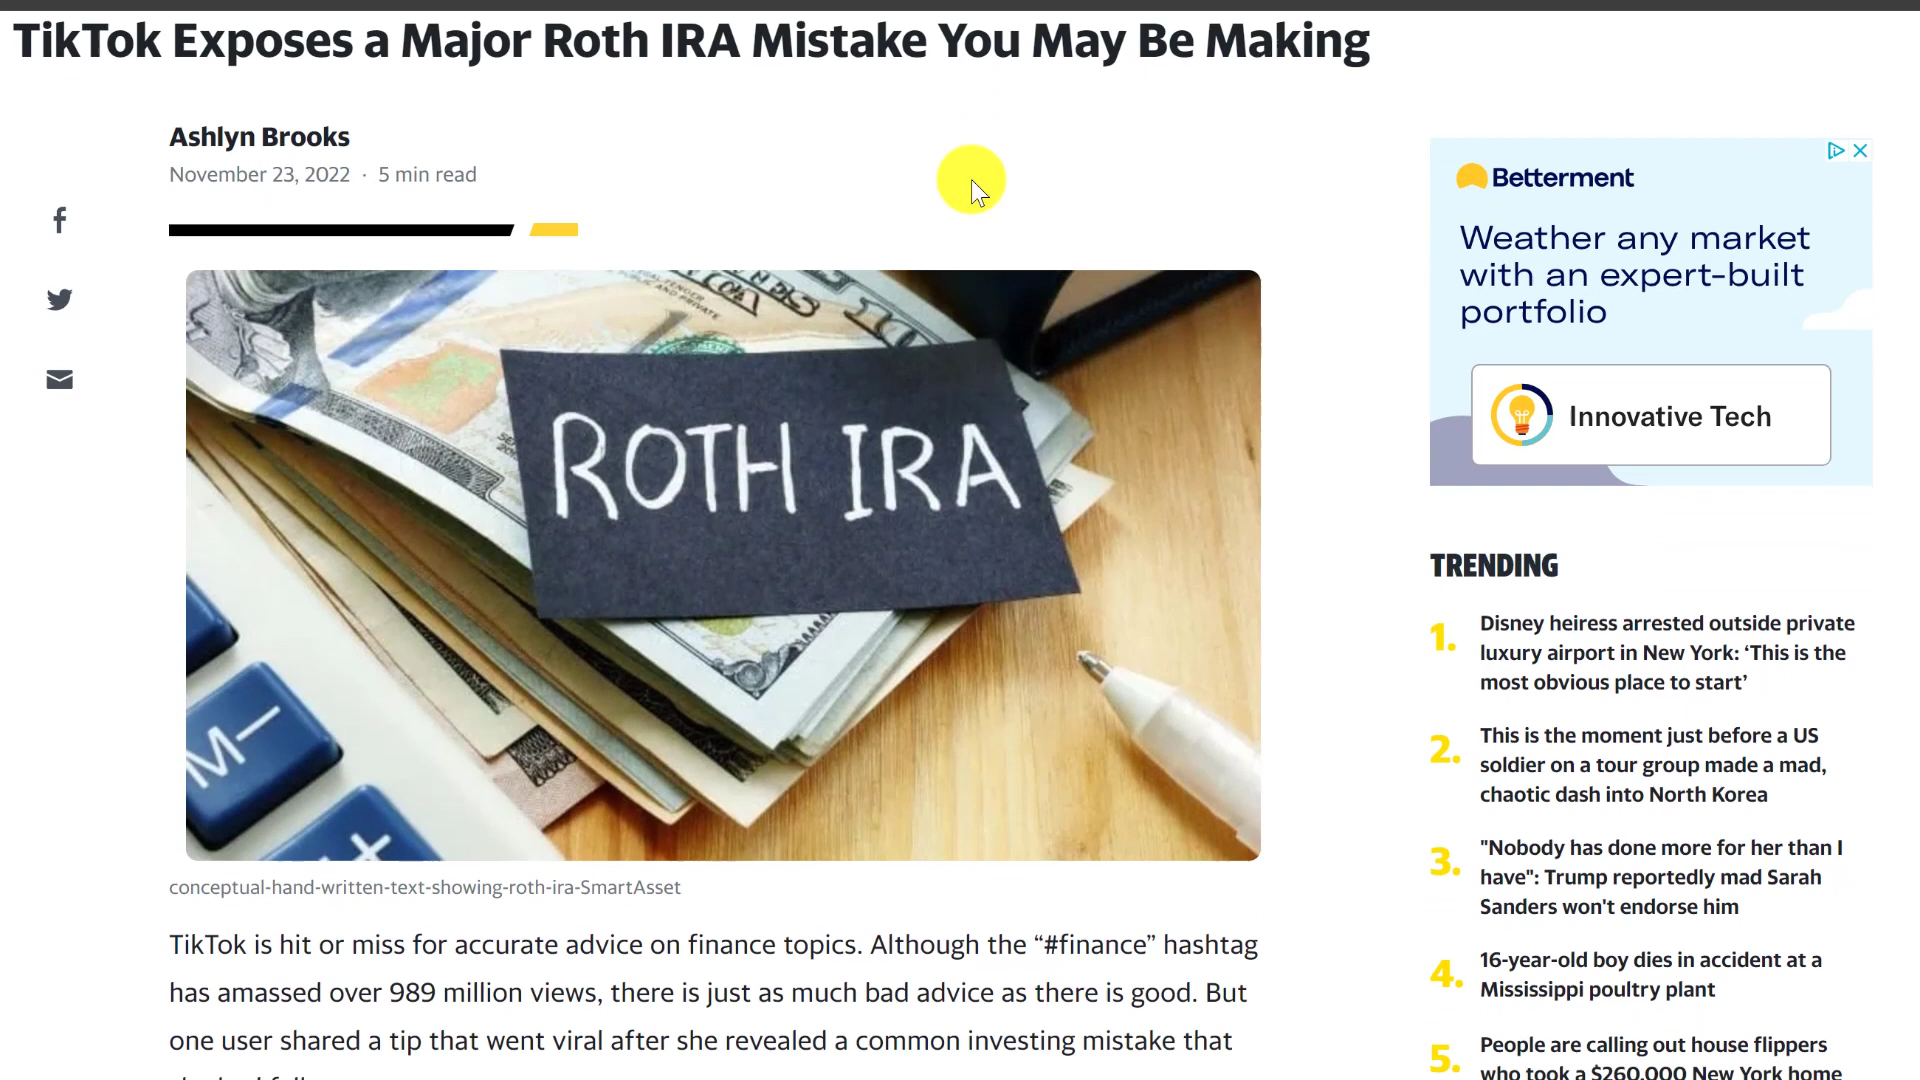 TikTok Exposes a Major Roth IRA Mistake You May Be Making
Ashlyn Brooks
November 23, 2022 · 5 min read
ROTH IRA
M–
conceptual-hand-written-text-showing-roth-ira-SmartAsset
TikTok is hit or miss for accurate advice on finance topics. Although the “#finance” hashtag
has amassed over 989 million views, there is just as much bad advice as there is good. But
one user shared a tip that went viral after she revealed a common investing mistake that
Betterment
Weather any market
with an expert-built
portfolio
Innovative Tech
TRENDING
1. Disney heiress arrested outside private
luxury airport in New York: ‘This is the
most obvious place to start’
2. This is the moment just before a US
soldier on a tour group made a mad,
chaotic dash into North Korea
3. "Nobody has done more for her than I
have": Trump reportedly mad Sarah
Sanders won't endorse him
4. 16-year-old boy dies in accident at a
Mississippi poultry plant
5. People are calling out house flippers
who took a $260,000 New York home